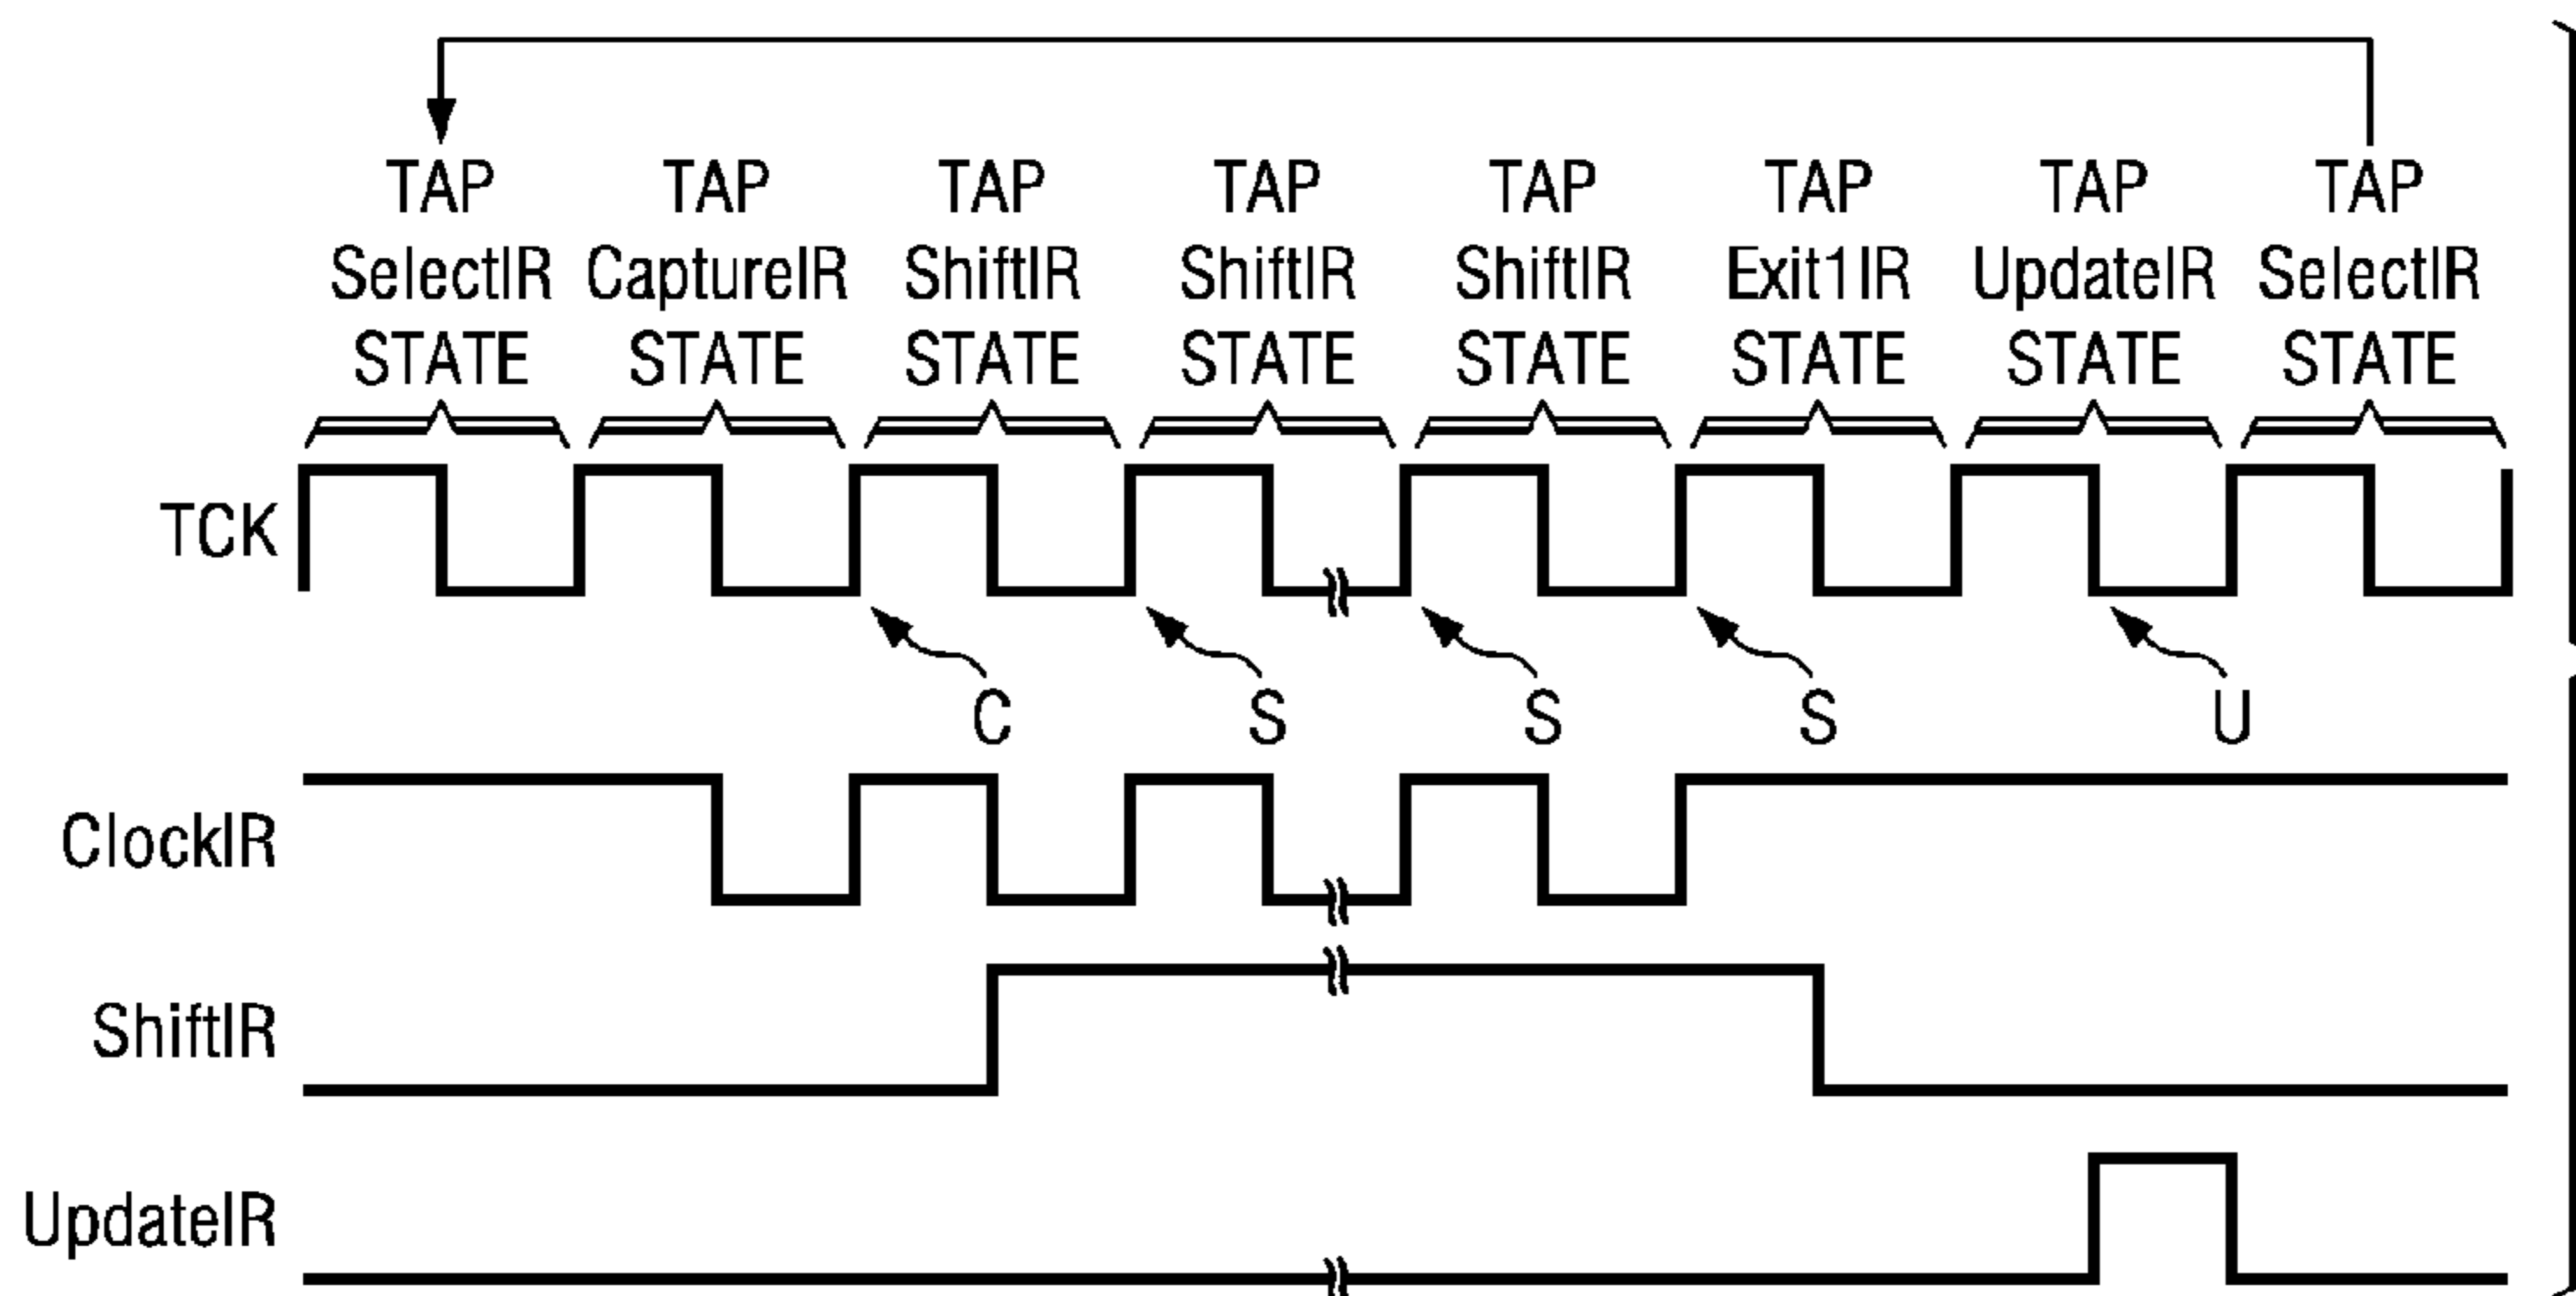 TAP TAP TAP TAP TAP TAP TAP TAP
SelectIR CaptureIR ShiftIR ShiftIR ShiftIR Exit1IR UpdateIR SelectIR
STATE STATE STATE STATE STATE STATE STATE STATE
TCK
C S S S U
ClockIR
ShiftIR
UpdateIR